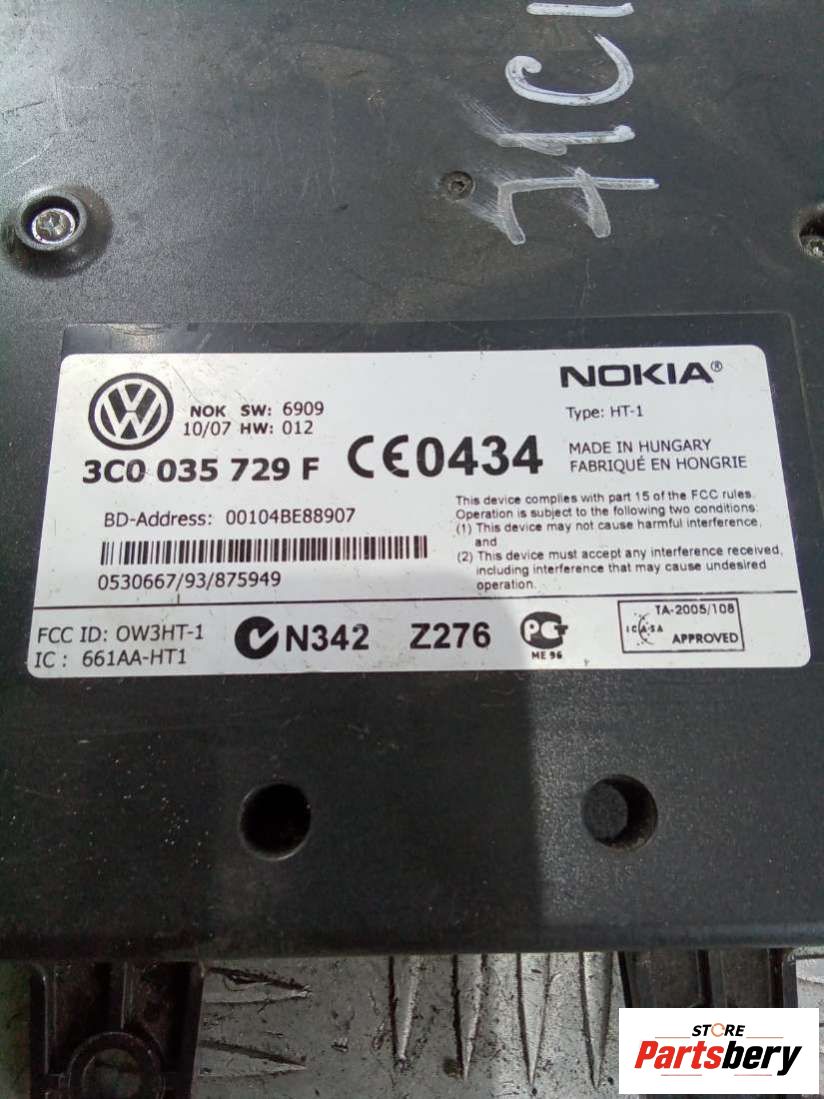 71C1
NOKIA®
NOK SW: 6909
10/07 HW: 012
Type: HT-1
3C0 035 729 F CE0434
MADE IN HUNGARY
FABRIQUÉ EN HONGRIE
BD-Address: 00104BE88907
This device complies with part 15 of the FCC rules.
Operation is subject to the following two conditions:
(1) This device may not cause harmful interference,
and
(2) This device must accept any interference received,
including interference that may cause undesired
operation.
0530667/93/875949
FCC ID: OW3HT-1
IC : 661AA-HT1
N342 Z276
ME 96
TA-2005/108
ICASA
APPROVED
STORE
Partsbery